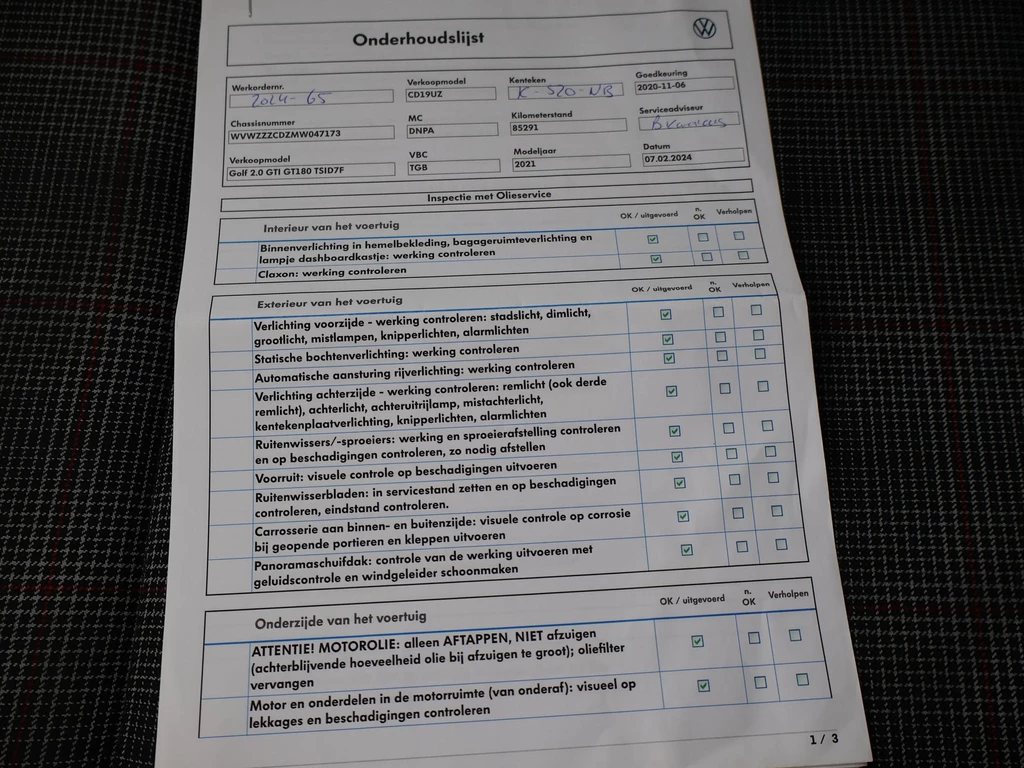 Onderhoudslijst
Werkordernr. Verkoopmodel Kenteken Goedkeuring
2024-65 CD19UZ K-520-NB 2020-11-06
Chassisnummer MC Kilometerstand Serviceadviseur
WVWZZZCDZMW047173 DNPA 85291
Verkoopmodel VBC Modeljaar Datum
Golf 2.0 GTI GT180 TSID7F TGB 2021 07.02.2024
Inspectie met Olieservice
Interieur van het voertuig OK / uitgevoerd n. OK Verholpen
Binnenverlichting in hemelbekleding, bagageruimteverlichting en
lampje dashboardkastje: werking controleren
Claxon: werking controleren
Exterieur van het voertuig OK / uitgevoerd n. OK Verholpen
Verlichting voorzijde - werking controleren: stadslicht, dimlicht,
grootlicht, mistlampen, knipperlichten, alarmlichten
Statische bochtenverlichting: werking controleren
Automatische aansturing rijverlichting: werking controleren
Verlichting achterzijde - werking controleren: remlicht (ook derde
remlicht), achterlicht, achteruitrijlamp, mistachterlicht,
kentekenplaatverlichting, knipperlichten, alarmlichten
Ruitenwissers/-sproeiers: werking en sproeierafstelling controleren
en op beschadigingen controleren, zo nodig afstellen
Voorruit: visuele controle op beschadigingen uitvoeren
Ruitenwisserbladen: in servicestand zetten en op beschadigingen
controleren, eindstand controleren.
Carrosserie aan binnen- en buitenzijde: visuele controle op corrosie
bij geopende portieren en kleppen uitvoeren
Panoramaschuifdak: controle van de werking uitvoeren met
geluidscontrole en windgeleider schoonmaken
Onderzijde van het voertuig OK / uitgevoerd n. OK Verholpen
ATTENTIE! MOTOROLIE: alleen AFTAPPEN, NIET afzuigen
(achterblijvende hoeveelheid olie bij afzuigen te groot); oliefilter
vervangen
Motor en onderdelen in de motorruimte (van onderaf): visueel op
lekkages en beschadigingen controleren
1 / 3